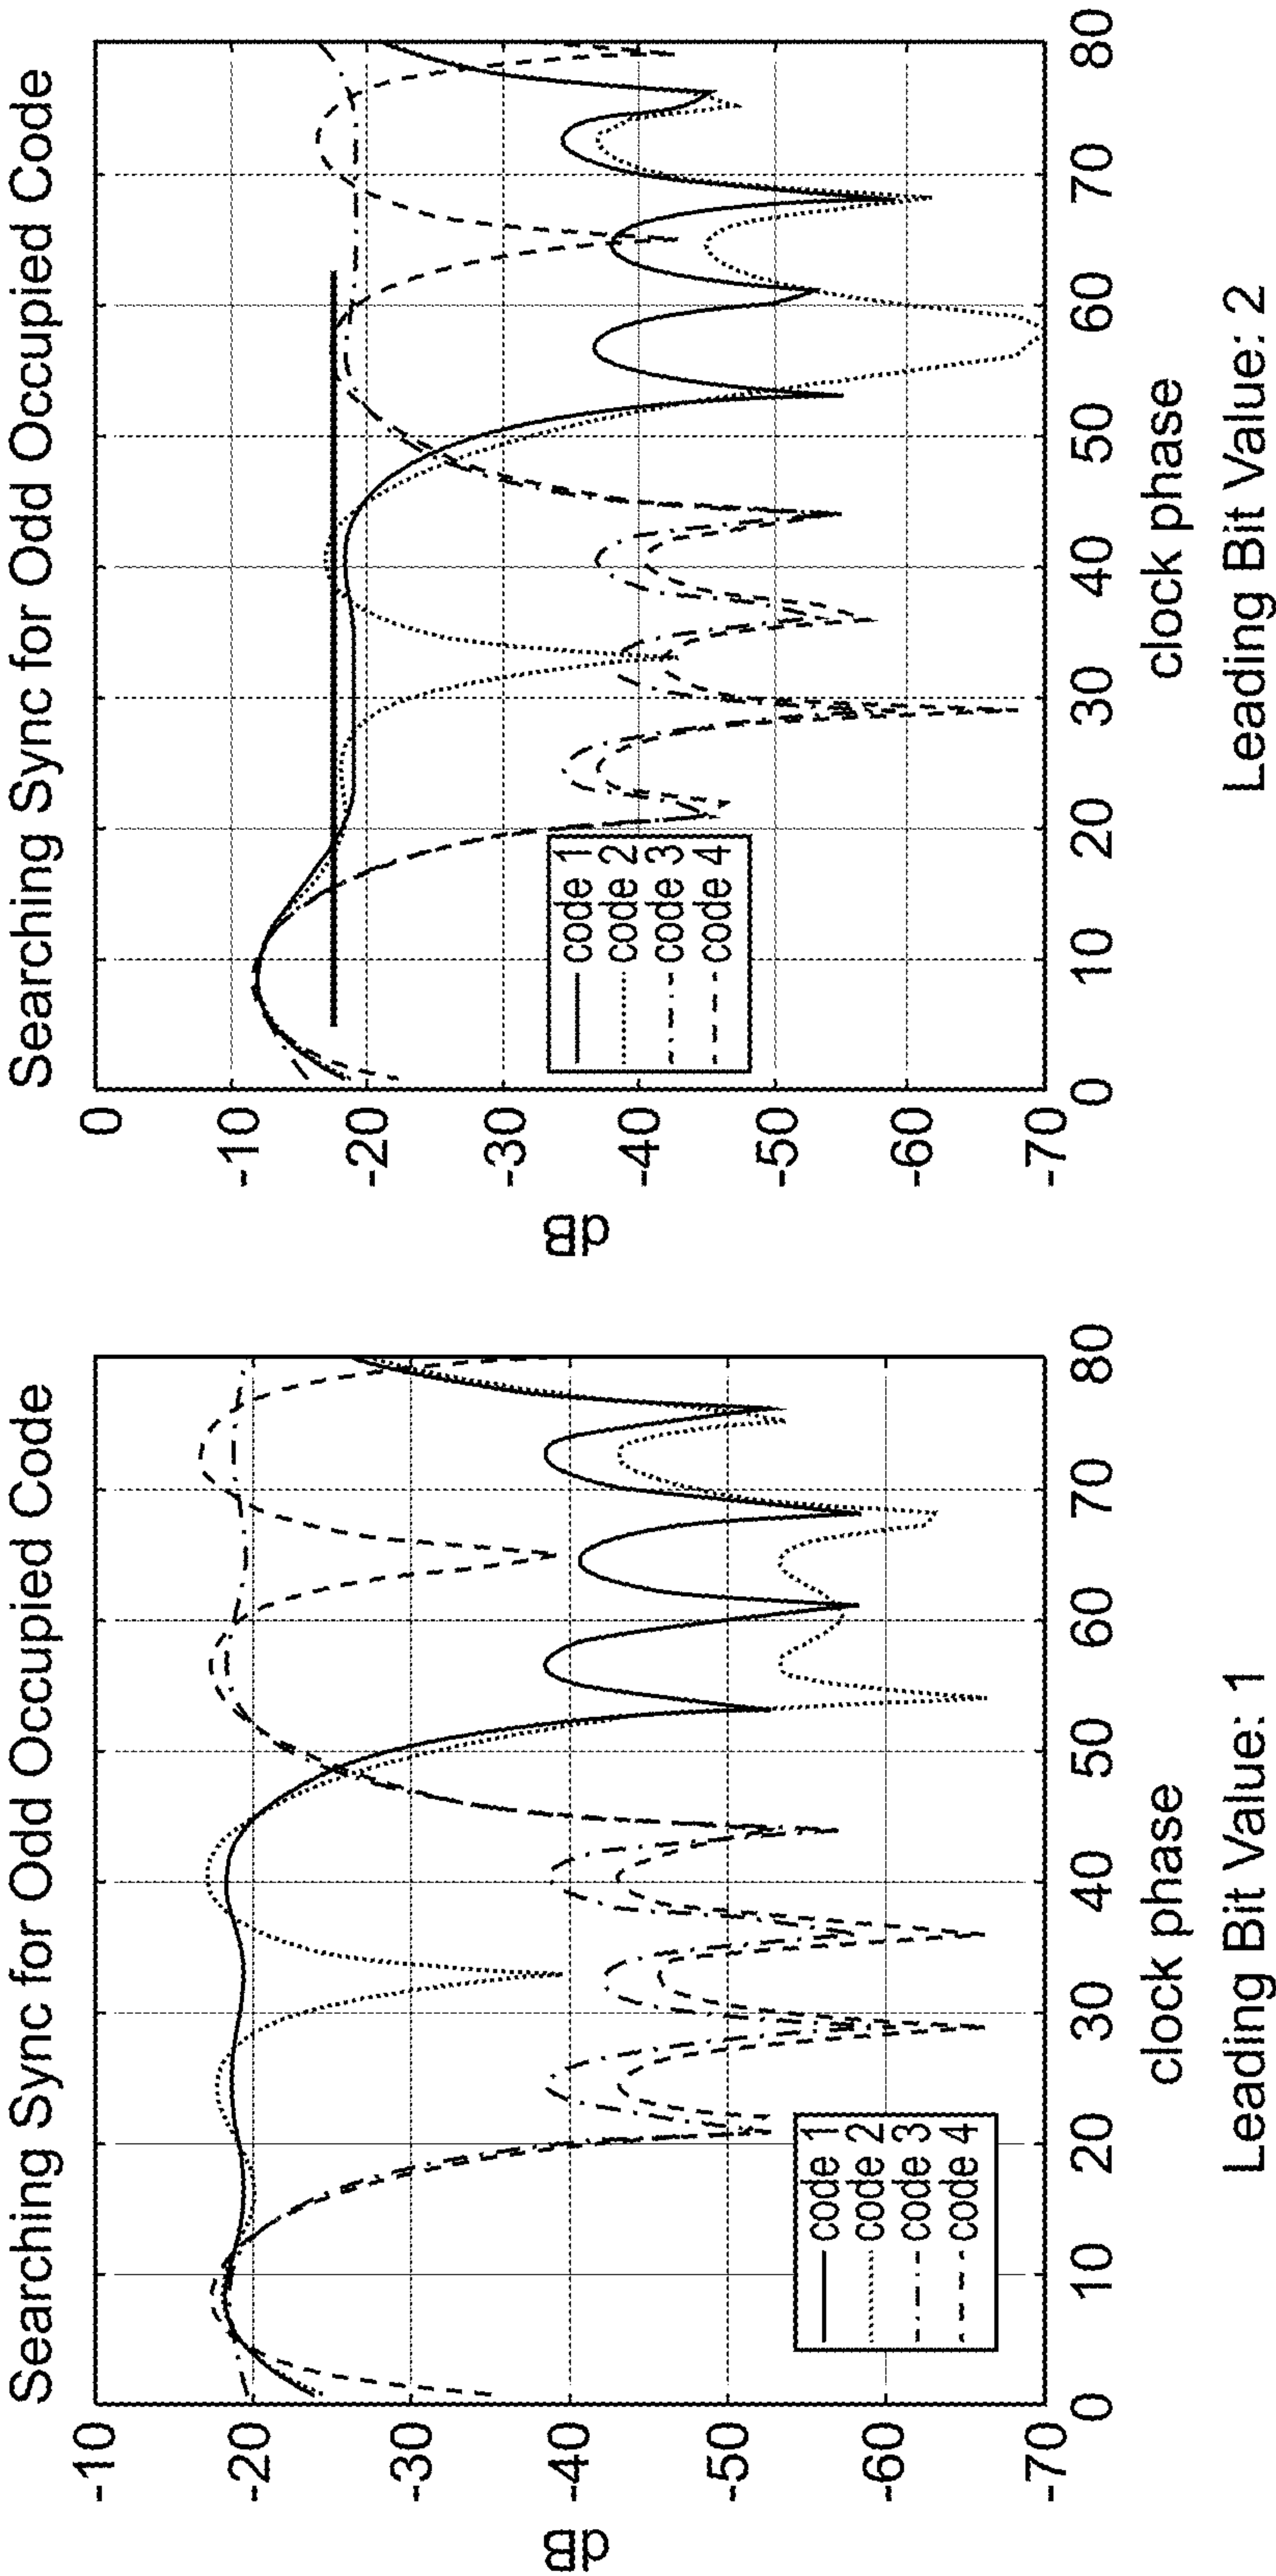 Searching Sync for Odd Occupied Code
-10
-20
-30
-40
-50
-60
-70
dB
code 1
code 2
code 3
code 4
0
10
20
30
40
50
60
70
80
clock phase
Leading Bit Value: 1
Searching Sync for Odd Occupied Code
0
-10
-20
-30
-40
-50
-60
-70
dB
code 1
code 2
code 3
code 4
0
10
20
30
40
50
60
70
80
clock phase
Leading Bit Value: 2